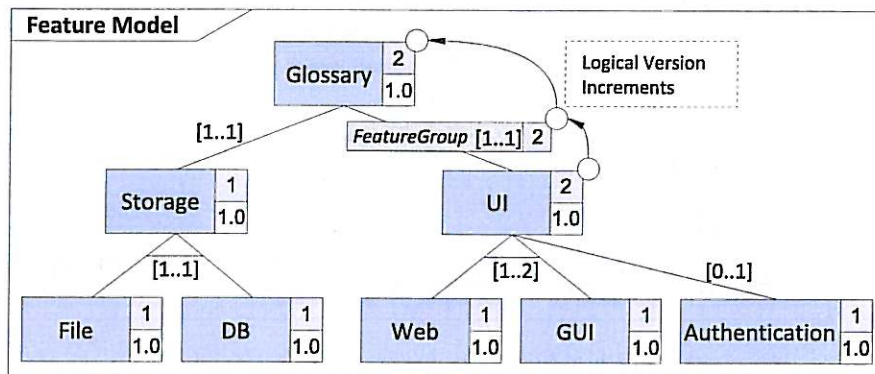 Feature Model
Glossary
2
1.0
Logical Version
Increments
[1..1]
FeatureGroup [1..1] 2
Storage
1
1.0
UI
2
1.0
[1..1]
[1..2]
[0..1]
File
1
1.0
DB
1
1.0
Web
1
1.0
GUI
1
1.0
Authentication
1
1.0